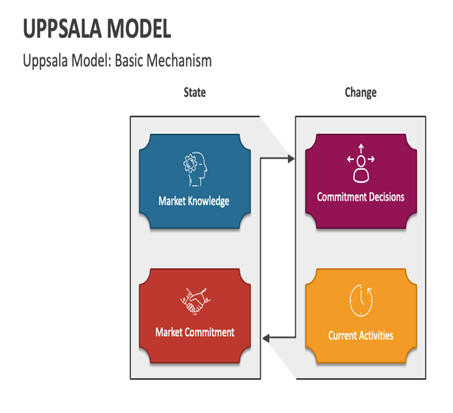 UPPSALA MODEL
Uppsala Model: Basic Mechanism
State
Change
Market Knowledge
Commitment Decisions
Market Commitment
Current Activities